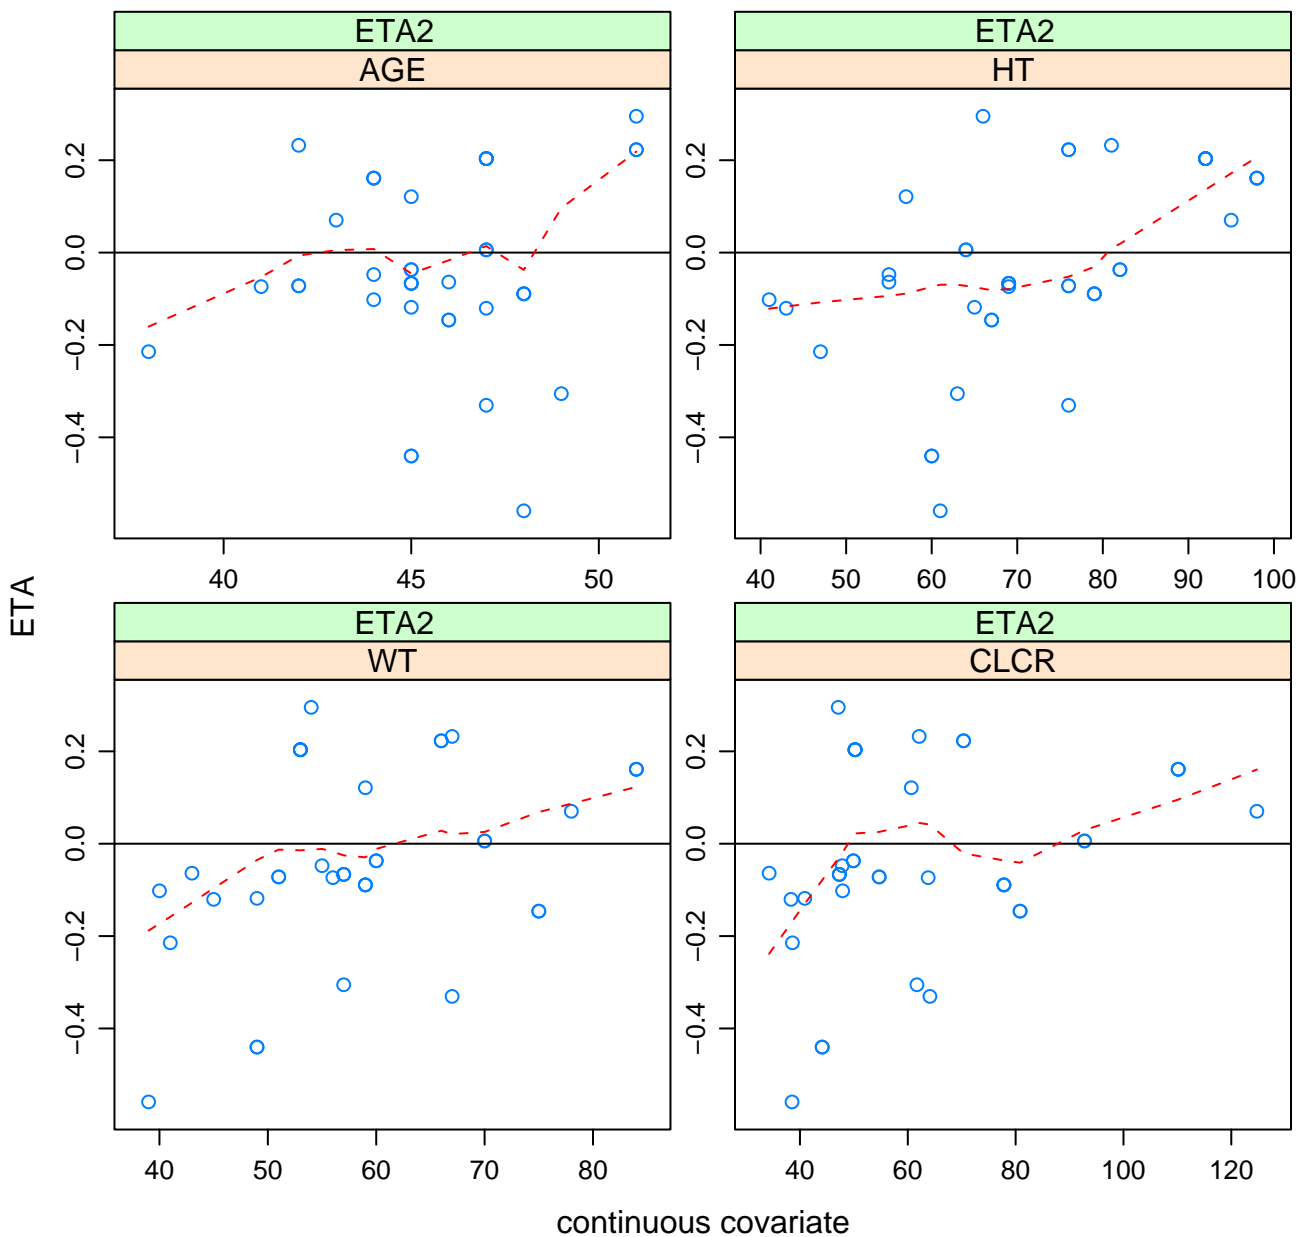 ETA2 ETA2
AGE HT
0.2 0.2
0.0 0.0
−0.2 −0.2
−0.4 −0.4
40 45 50 40 50 60 70 80 90 100
ETA
ETA2 ETA2
WT CLCR
0.2 0.2
0.0 0.0
−0.2 −0.2
−0.4 −0.4
40 50 60 70 80 40 60 80 100 120
continuous covariate